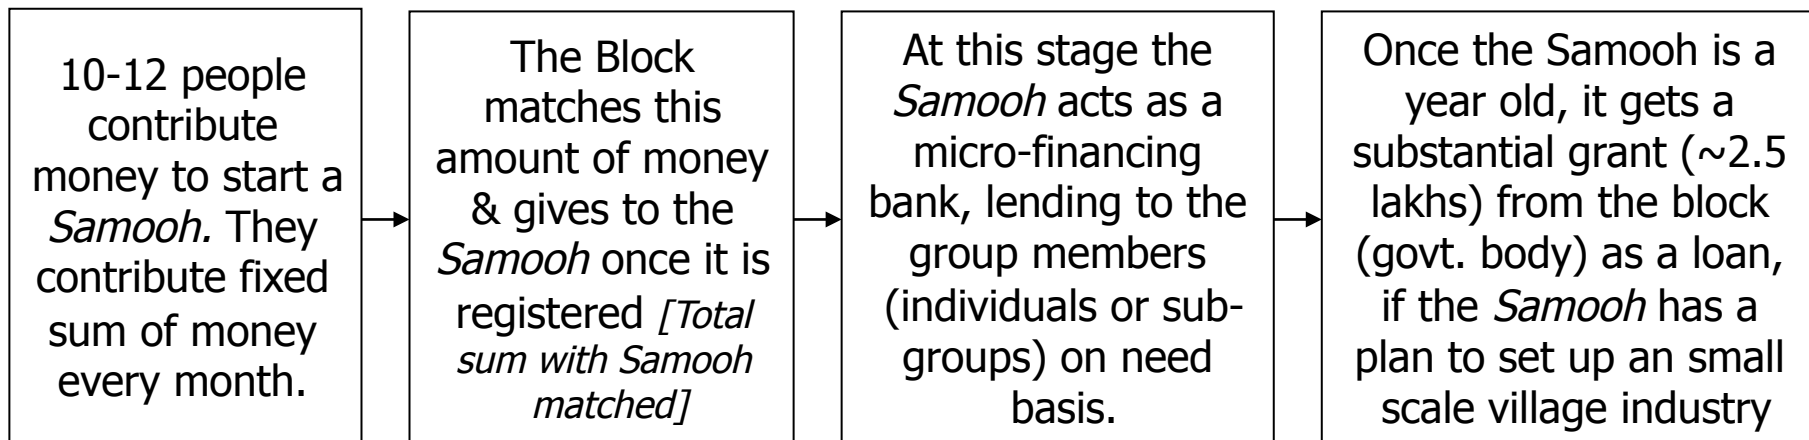 10-12 people
contribute
money to start a
Samooh. They
contribute fixed
sum of money
every month.
The Block
matches this
amount of money
& gives to the
Samooh once it is
registered [Total
sum with Samooh
matched]
At this stage the
Samooh acts as a
micro-financing
bank, lending to the
group members
(individuals or sub-
groups) on need
basis.
Once the Samooh is a
year old, it gets a
substantial grant (~2.5
lakhs) from the block
(govt. body) as a loan,
if the Samooh has a
plan to set up an small
scale village industry